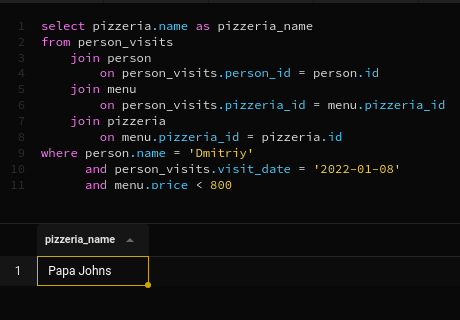 1 select pizzeria.name as pizzeria_name
2 from person_visits
3 join person
4 on person_visits.person_id = person.id
5 join menu
6 on person_visits.pizzeria_id = menu.pizzeria_id
7 join pizzeria
8 on menu.pizzeria_id = pizzeria.id
9 where person.name = 'Dmitriy'
10 and person_visits.visit_date = '2022-01-08'
11 and menu.price < 800
pizzeria_name
1 Papa Johns